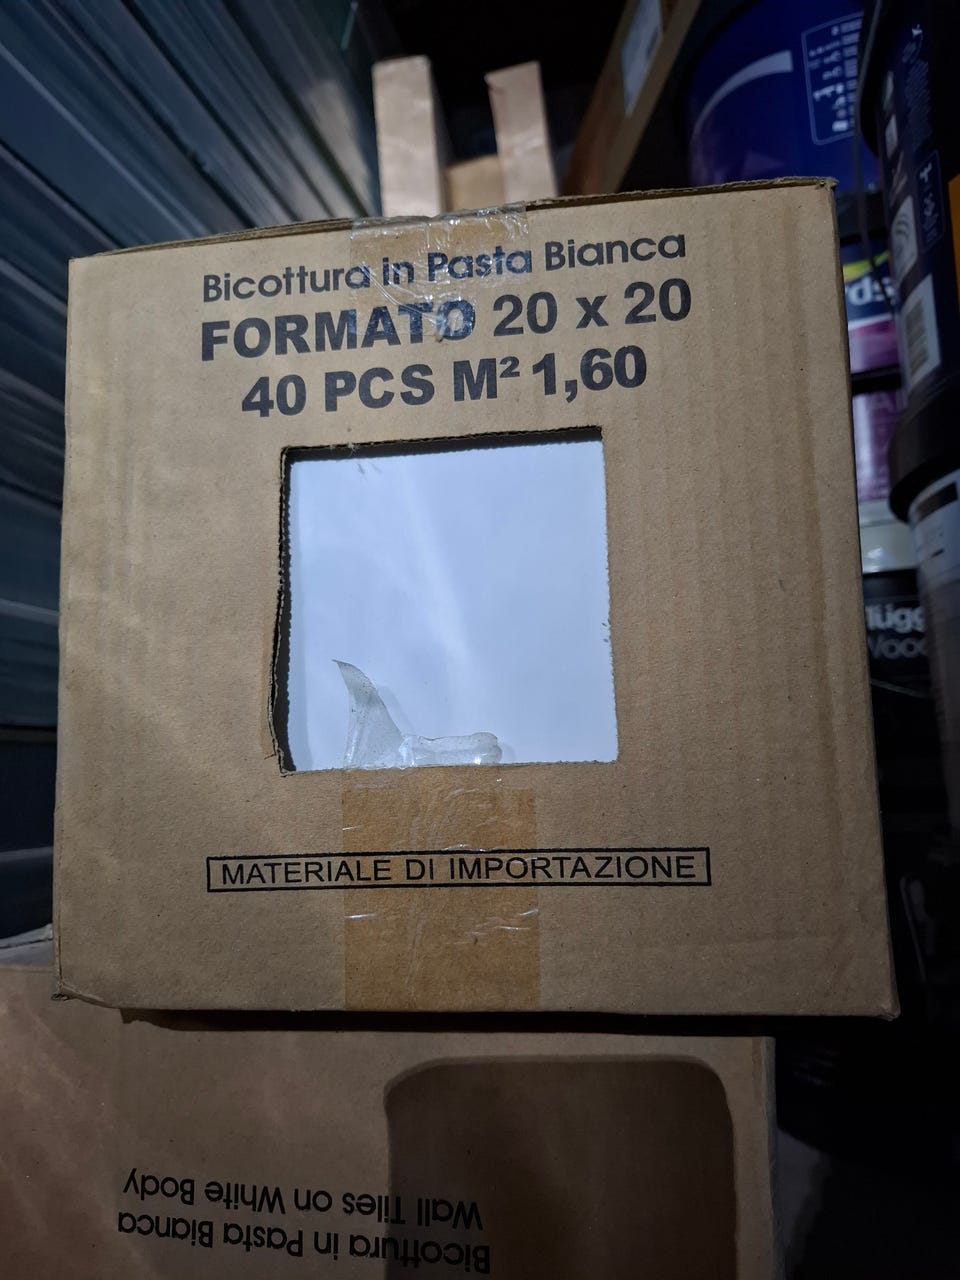 Bicottura in Pasta Bianca
FORMATO 20 x 20
40 PCS M² 1,60
MATERIALE DI IMPORTAZIONE
Bicottura in Pasta Bianca
Wall Tiles on White Body